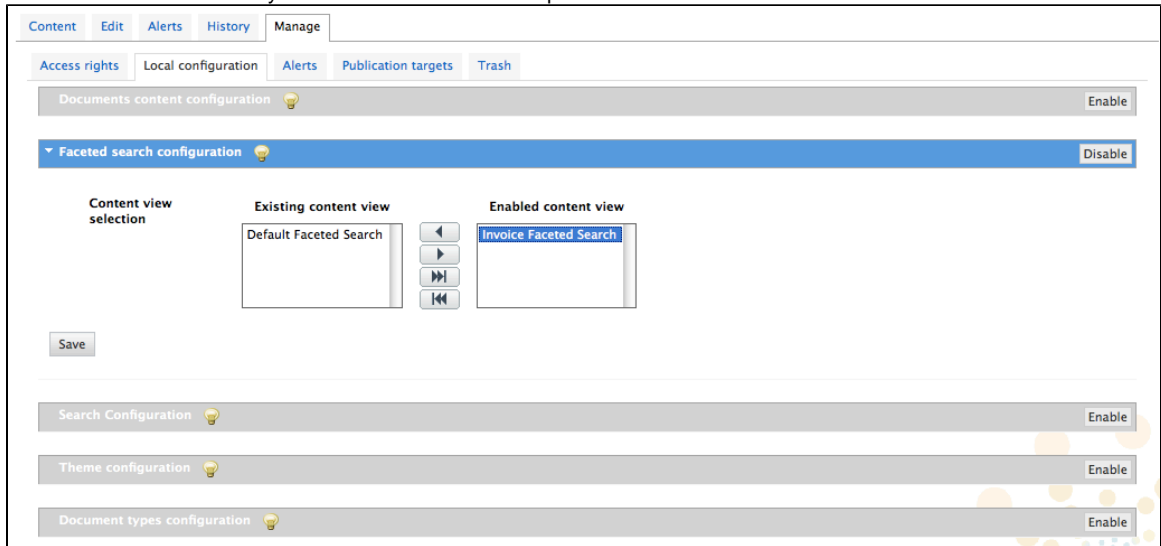 Content Edit Alerts History Manage
Access rights Local configuration Alerts Publication targets Trash
Documents content configuration Enable
Faceted search configuration Disable
Content view selection
Existing content view Enabled content view
Default Faceted Search Invoice Faceted Search
Save
Search Configuration Enable
Theme configuration Enable
Document types configuration Enable